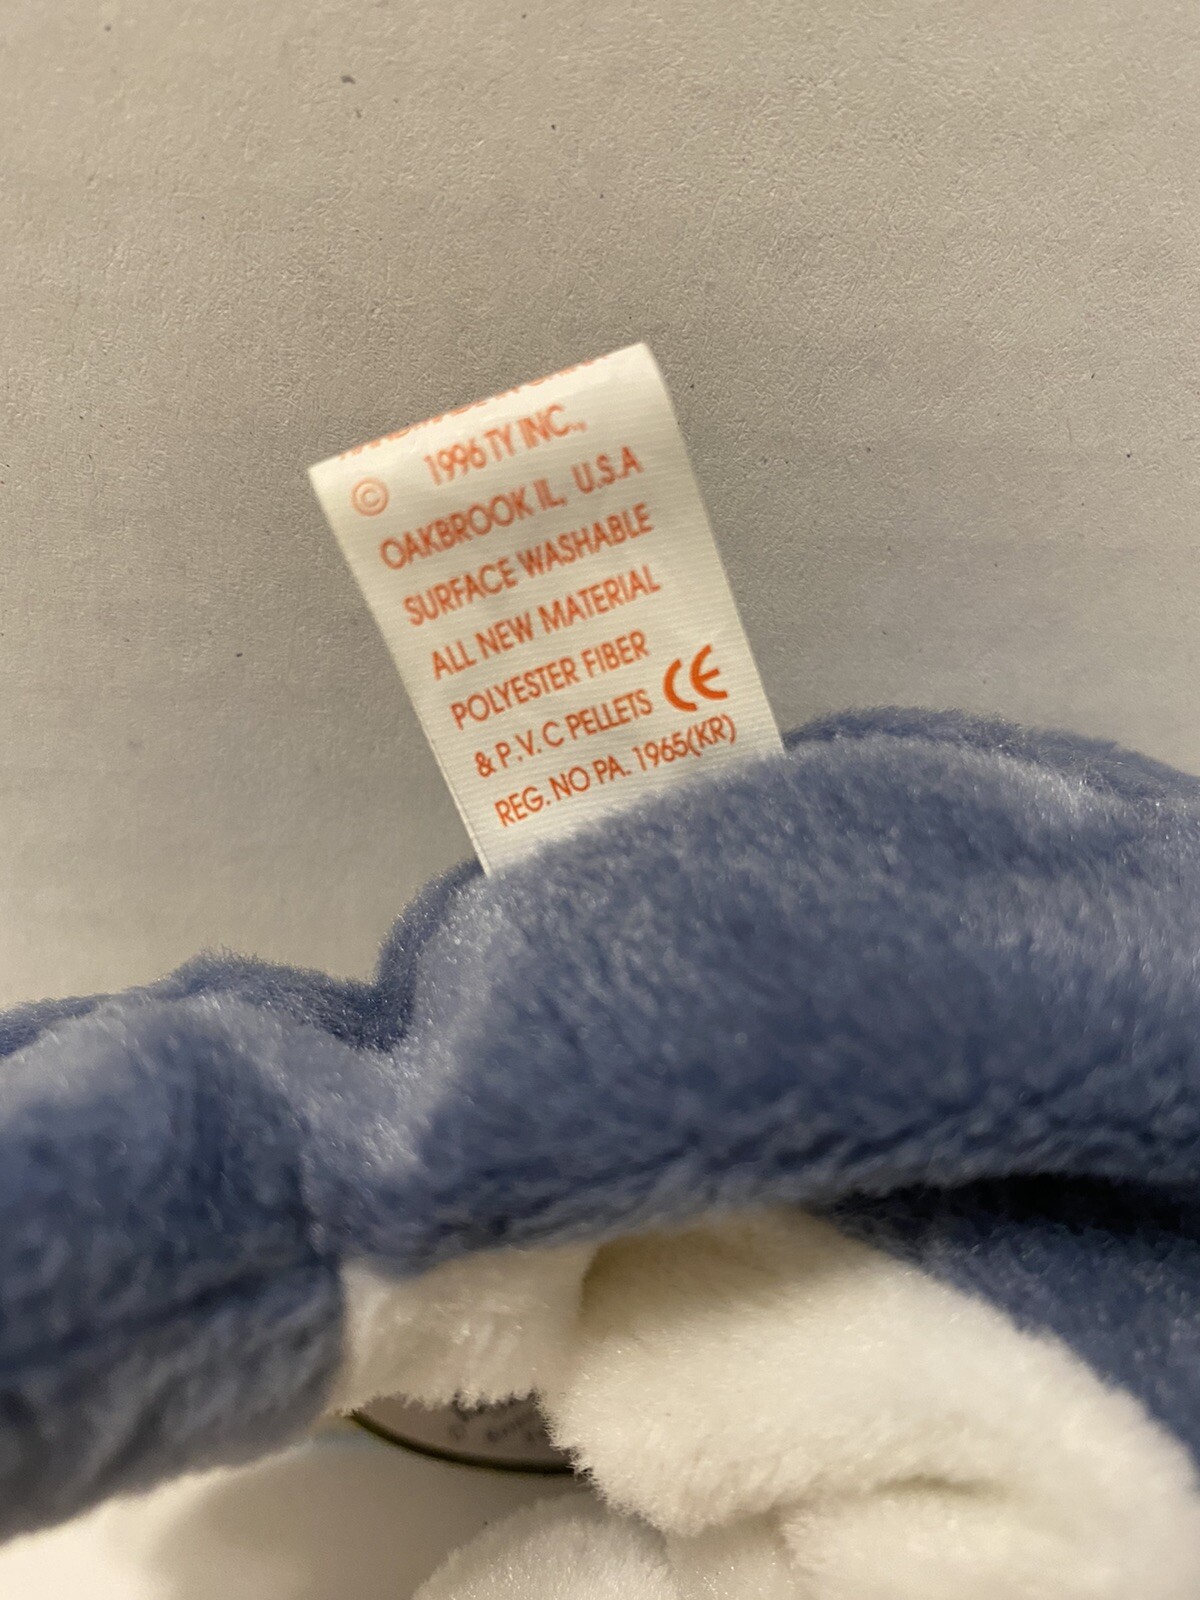 © 1996 TY INC.,
OAKBROOK IL, U.S.A
SURFACE WASHABLE
ALL NEW MATERIAL
POLYESTER FIBER
& P.V.C PELLETS CE
REG. NO PA. 1965(KR)